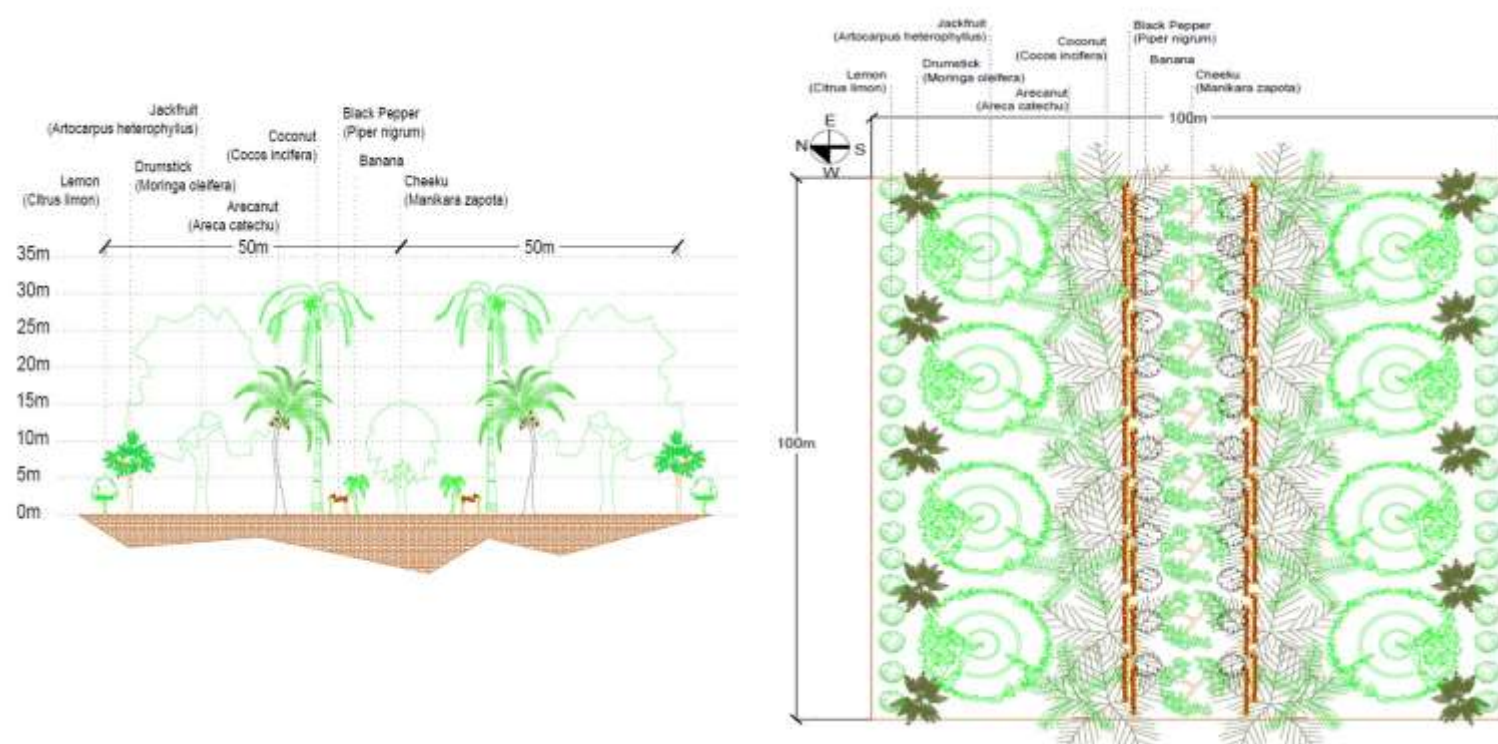 Jackfruit
(Artocarpus heterophyllus)
Drumstick
(Moringa oleifera)
Lemon
(Citrus limon)
Arecanut
(Areca catechu)
Coconut
(Cocos incifera)
Black Pepper
(Piper nigrum)
Banana
Cheeku
(Manikara zapota)
50m
50m
35m
30m
25m
20m
15m
10m
5m
0m
Jackfruit
(Artocarpus heterophyllus)
Drumstick
(Moringa oleifera)
Lemon
(Citrus limon)
Coconut
(Cocos incifera)
Arecanut
(Areca catechu)
Black Pepper
(Piper nigrum)
Banana
Cheeku
(Manikara zapota)
100m
E
N
S
W
100m